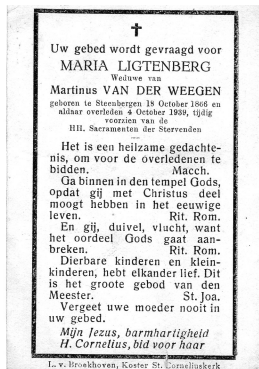 Uw gebed wordt gevraagd voor
MARIA LIGTENBERG
Weduwe van
Martinus VAN DER WEEGEN
geboren te Steenbergen 18 October 1866 en
aldaar overleden 4 October 1939, tijdig
voorzien van de
HH. Sacramenten der Stervenden
Het is een heilzame gedachte-
nis, om voor de overledenen te
bidden. Macch.
Ga binnen in den tempel Gods,
opdat gij met Christus deel
moogt hebben in het eeuwige
leven. Rit. Rom.
En gij, duivel, vlucht, want
het oordeel Gods gaat aan-
breken. Rit. Rom.
Dierbare kinderen en klein-
kinderen, hebt elkander lief. Dit
is het groote gebod van den
Meester. St. Joa.
Vergeet uwe moeder nooit in
uw gebed.
Mijn Jezus, barmhartigheid
H. Cornelius, bid voor haar
L. v. Broekhoven, Koster St. Corneliuskerk